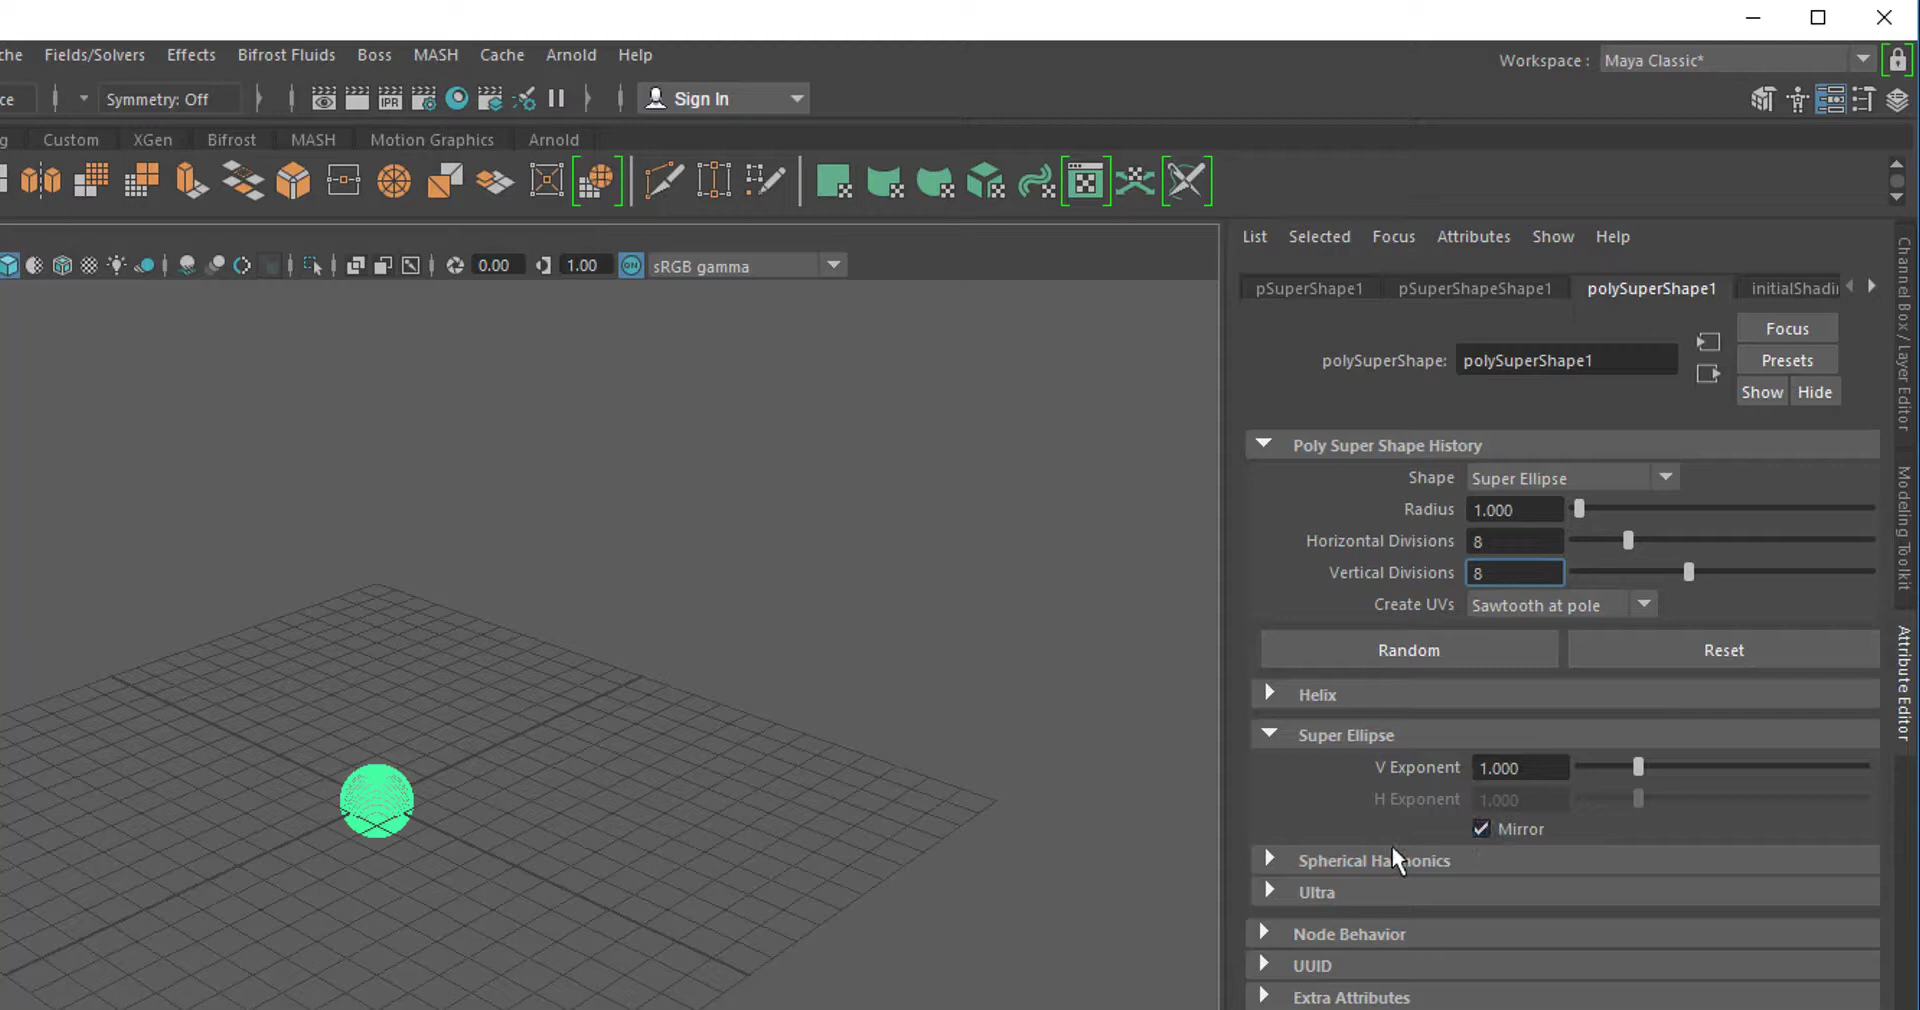 che Fields/Solvers Effects Bifrost Fluids Boss MASH Cache Arnold Help
Workspace : Maya Classic*
ce Symmetry: Off IPR Sign In
g Custom XGen Bifrost MASH Motion Graphics Arnold
List Selected Focus Attributes Show Help
0.00 1.00 ON sRGB gamma
pSuperShape1 pSuperShapeShape1 polySuperShape1 initialShadi
Focus
polySuperShape: polySuperShape1 Presets
Show Hide
Poly Super Shape History
Shape Super Ellipse
Radius 1.000
Horizontal Divisions 8
Vertical Divisions 8
Create UVs Sawtooth at pole
Random Reset
Helix
Super Ellipse
V Exponent 1.000
H Exponent 1.000
Mirror
Spherical Harmonics
Ultra
Node Behavior
UUID
Extra Attributes
Channel Box / Layer Editor
Modeling Toolkit
Attribute Editor